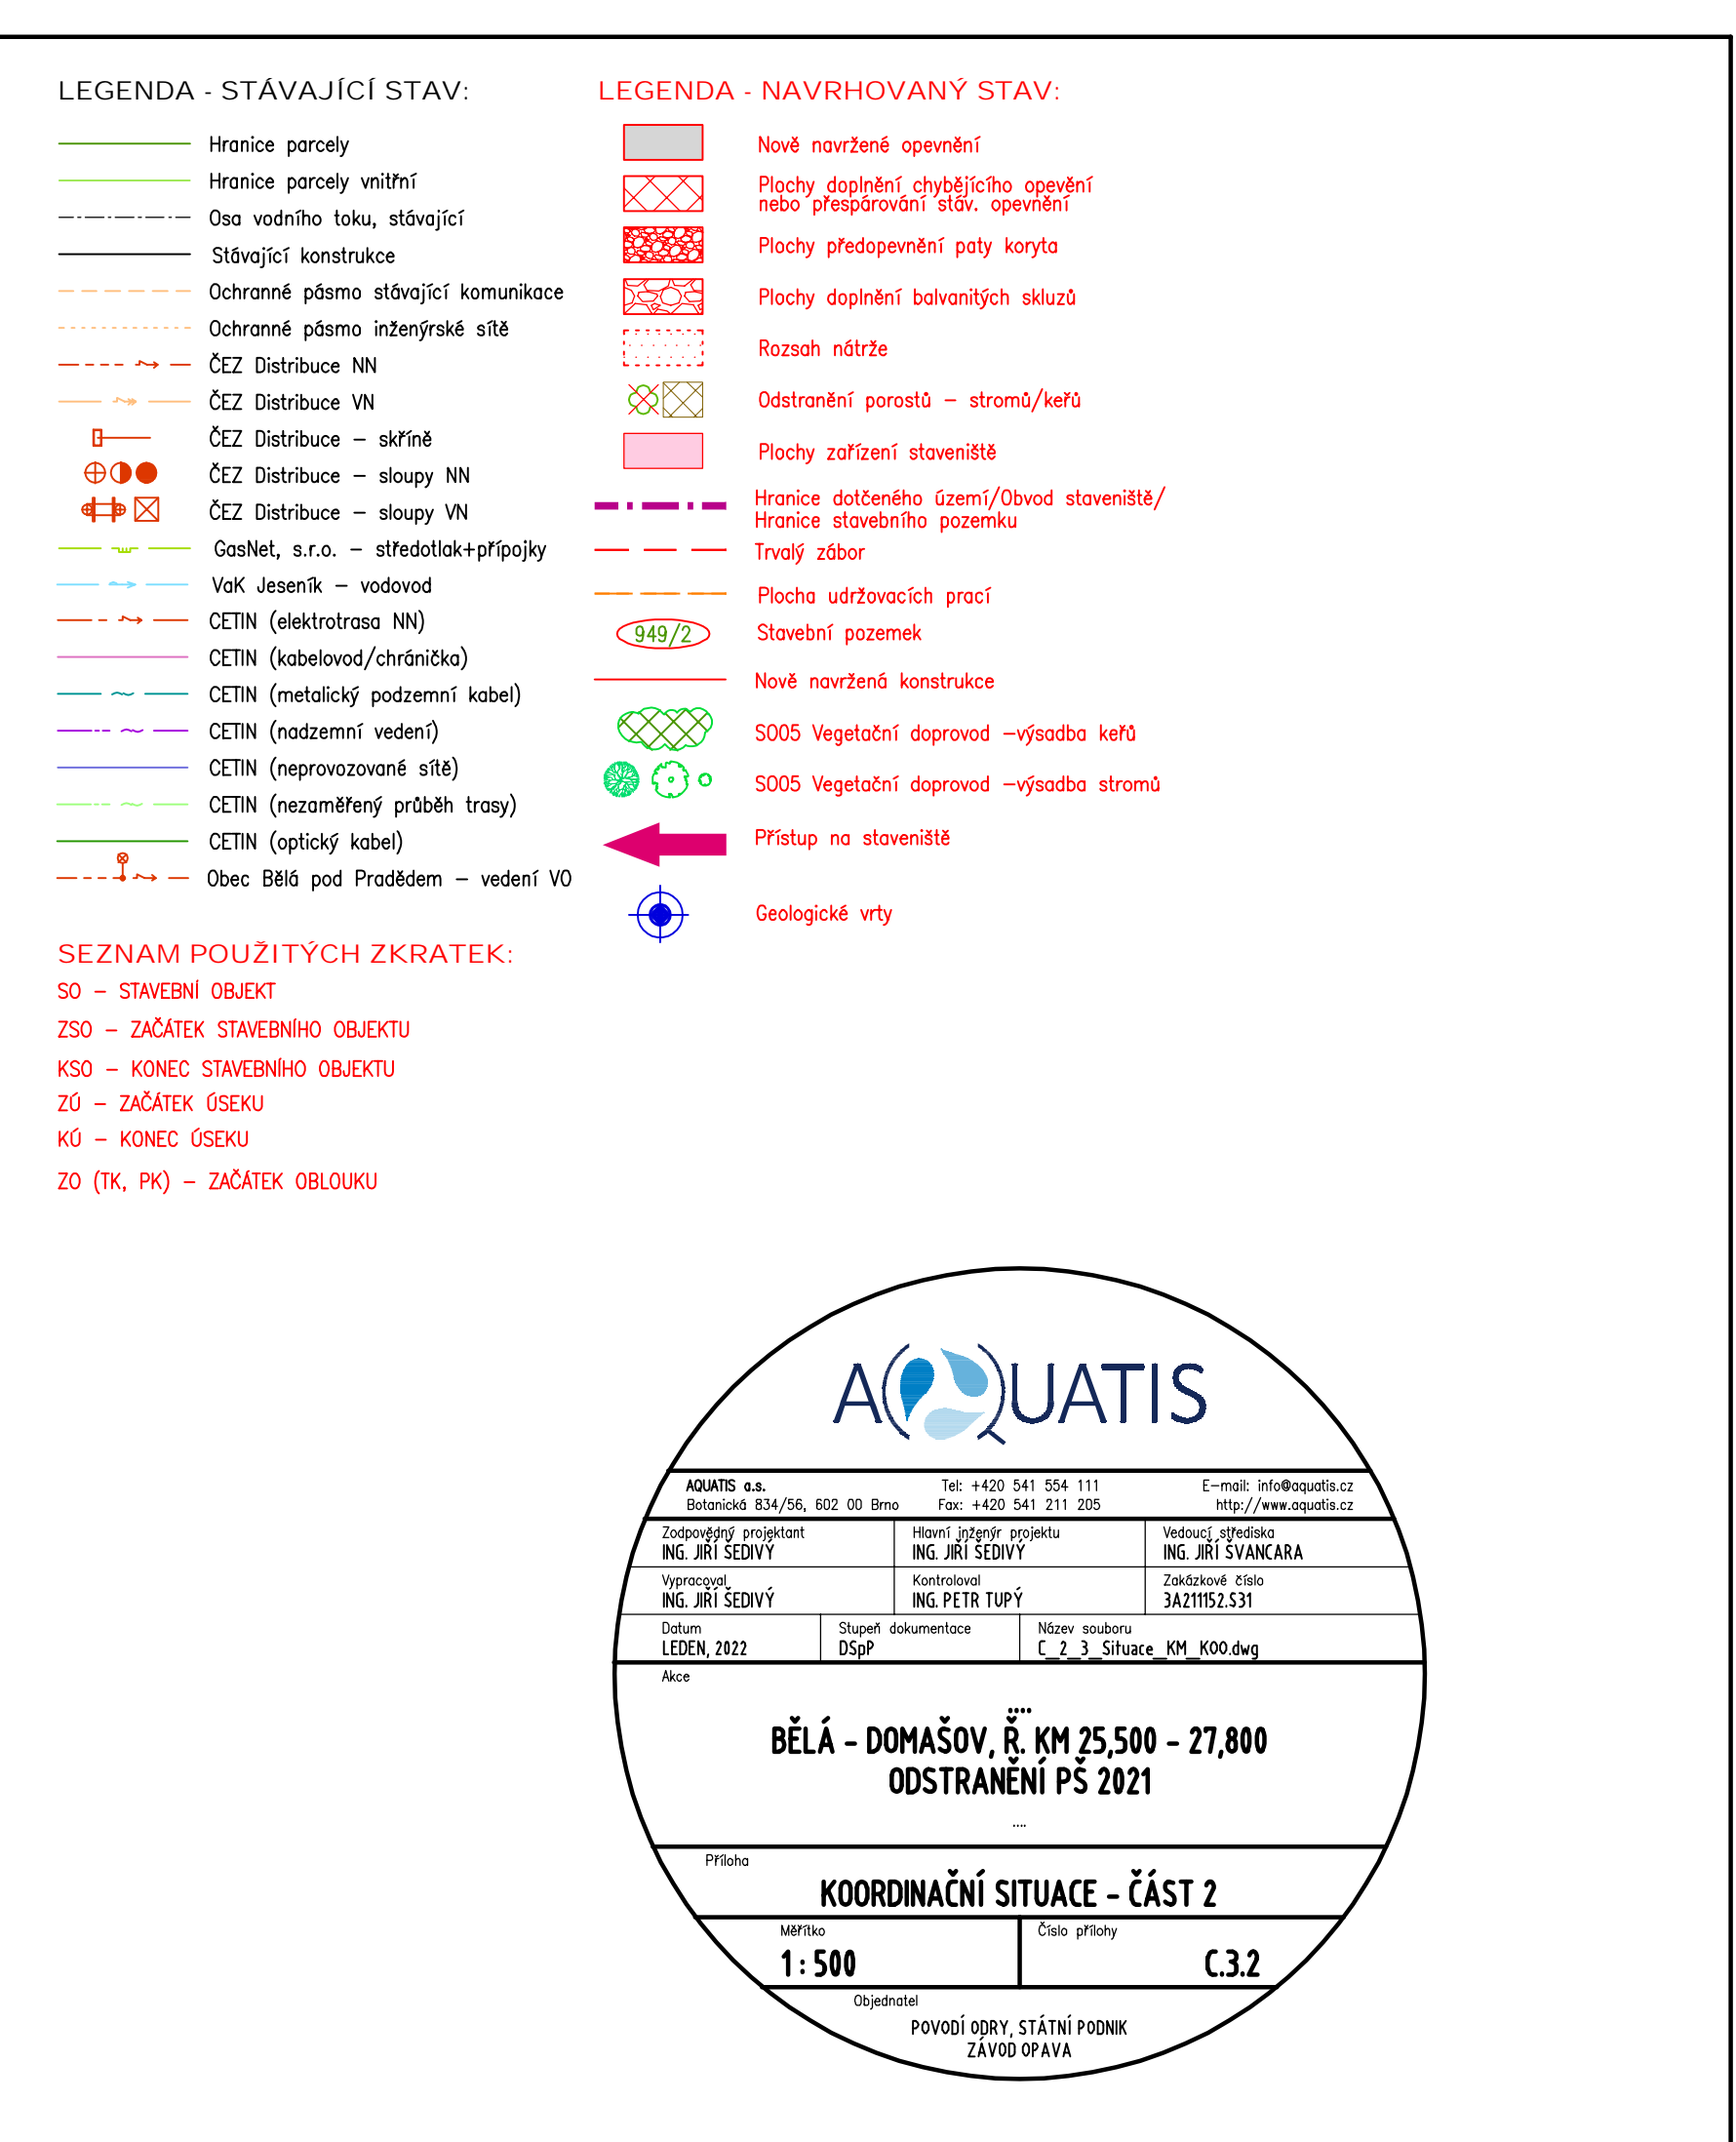 LEGENDA - STÁVAJÍCÍ STAV:
Hranice parcely
Hranice parcely vnitřní
Osa vodního toku, stávající
Stávající konstrukce
Ochranné pásmo stávající komunikace
Ochranné pásmo inženýrské sítě
ČEZ Distribuce NN
ČEZ Distribuce VN
ČEZ Distribuce – skříně
ČEZ Distribuce – sloupy NN
ČEZ Distribuce – sloupy VN
GasNet, s.r.o. – středotlak+přípojky
VaK Jeseník – vodovod
CETIN (elektrotrasa NN)
CETIN (kabelovod/chránička)
CETIN (metalický podzemní kabel)
CETIN (nadzemní vedení)
CETIN (neprovozované sítě)
CETIN (nezaměřený průběh trasy)
CETIN (optický kabel)
Obec Bělá pod Pradědem – vedení VO
LEGENDA - NAVRHOVANÝ STAV:
Nově navržené opevnění
Plochy doplnění chybějícího opevění
nebo přespárování stáv. opevnění
Plochy předopevnění paty koryta
Plochy doplnění balvanitých skluzů
Rozsah nátrže
Odstranění porostů – stromů/keřů
Plochy zařízení staveniště
Hranice dotčeného území/Obvod staveniště/
Hranice stavebního pozemku
Trvalý zábor
Plocha udržovacích prací
949/2 Stavební pozemek
Nově navržená konstrukce
SO05 Vegetační doprovod –výsadba keřů
SO05 Vegetační doprovod –výsadba stromů
Přístup na staveniště
Geologické vrty
SEZNAM POUŽITÝCH ZKRATEK:
SO – STAVEBNÍ OBJEKT
ZSO – ZAČÁTEK STAVEBNÍHO OBJEKTU
KSO – KONEC STAVEBNÍHO OBJEKTU
ZÚ – ZAČÁTEK ÚSEKU
KÚ – KONEC ÚSEKU
ZO (TK, PK) – ZAČÁTEK OBLOUKU
AQUATIS
AQUATIS a.s. Tel: +420 541 554 111 E–mail: info@aquatis.cz
Botanická 834/56, 602 00 Brno Fax: +420 541 211 205 http://www.aquatis.cz
Zodpovědný projektant Hlavní inženýr projektu Vedoucí střediska
ING. JIŘÍ ŠEDIVÝ ING. JIŘÍ ŠEDIVÝ ING. JIŘÍ ŠVANCARA
Vypracoval Kontroloval Zakázkové číslo
ING. JIŘÍ ŠEDIVÝ ING. PETR TUPÝ 3A211152.S31
Datum Stupeň dokumentace Název souboru
LEDEN, 2022 DSpP C_2_3_Situace_KM_KOO.dwg
Akce
....
BĚLÁ - DOMAŠOV, Ř. KM 25,500 - 27,800
ODSTRANĚNÍ PŠ 2021
....
Příloha
KOORDINAČNÍ SITUACE - ČÁST 2
Měřítko Číslo přílohy
1 : 500 C.3.2
Objednatel
POVODÍ ODRY, STÁTNÍ PODNIK
ZÁVOD OPAVA